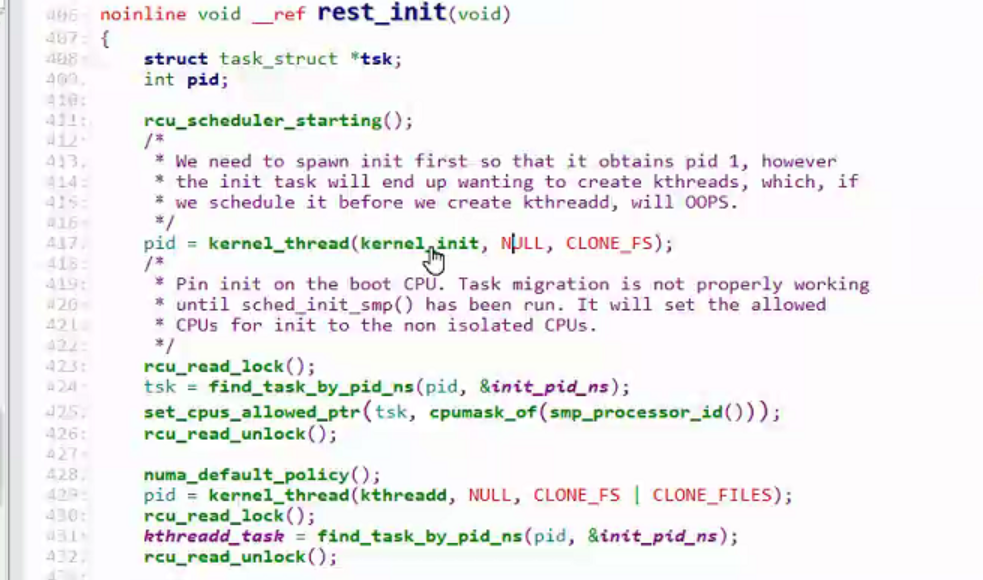 406: noinline void __ref rest_init(void)
407: {
408: struct task_struct *tsk;
409: int pid;
410:
411: rcu_scheduler_starting();
412: /*
413: * We need to spawn init first so that it obtains pid 1, however
414: * the init task will end up wanting to create kthreads, which, if
415: * we schedule it before we create kthreadd, will OOPS.
416: */
417: pid = kernel_thread(kernel_init, NULL, CLONE_FS);
418: /*
419: * Pin init on the boot CPU. Task migration is not properly working
420: * until sched_init_smp() has been run. It will set the allowed
421: * CPUs for init to the non isolated CPUs.
422: */
423: rcu_read_lock();
424: tsk = find_task_by_pid_ns(pid, &init_pid_ns);
425: set_cpus_allowed_ptr(tsk, cpumask_of(smp_processor_id()));
426: rcu_read_unlock();
427:
428: numa_default_policy();
429: pid = kernel_thread(kthreadd, NULL, CLONE_FS | CLONE_FILES);
430: rcu_read_lock();
431: kthreadd_task = find_task_by_pid_ns(pid, &init_pid_ns);
432: rcu_read_unlock();